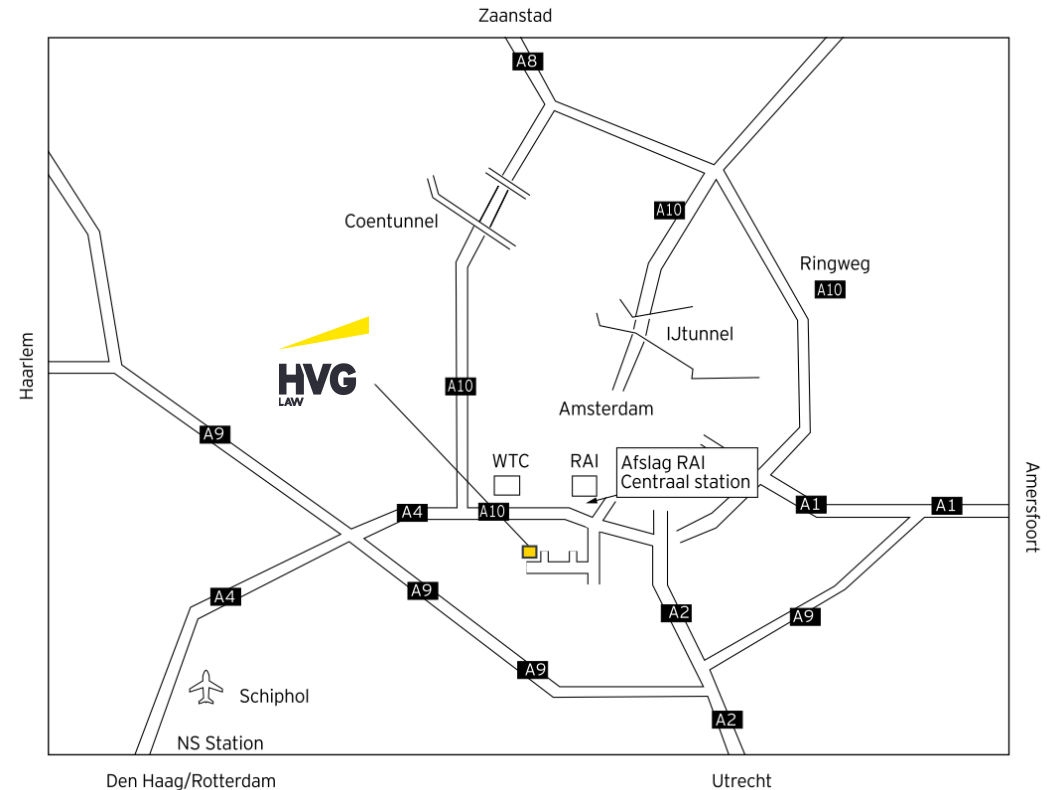 Zaanstad
A8
A10
Coentunnel
Ringweg
A10
IJtunnel
Haarlem
HVG
LAW
A10
Amsterdam
A9
WTC
RAI
Afslag RAI
Centraal station
Amersfoort
A4
A10
A1
A1
A4
A9
A2
A9
A9
Schiphol
A2
NS Station
Den Haag/Rotterdam
Utrecht